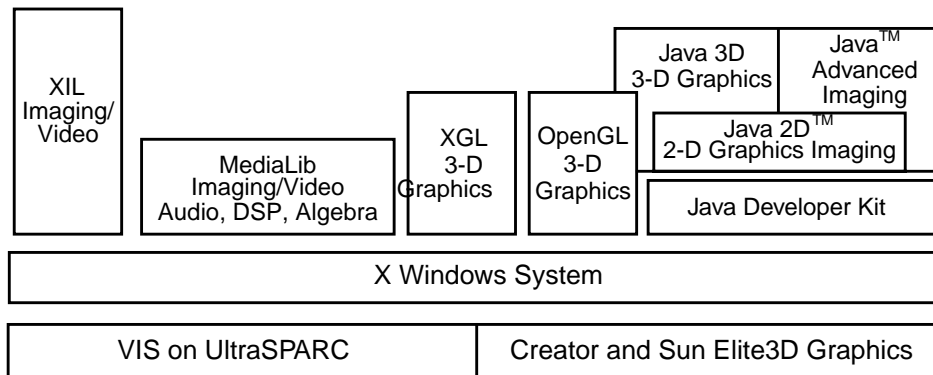 XIL
Imaging/
Video
MediaLib
Imaging/Video
Audio, DSP, Algebra
XGL
3-D
Graphics
OpenGL
3-D
Graphics
Java 3D
3-D Graphics
Java™
Advanced
Imaging
Java 2D™
2-D Graphics Imaging
Java Developer Kit
X Windows System
VIS on UltraSPARC
Creator and Sun Elite3D Graphics